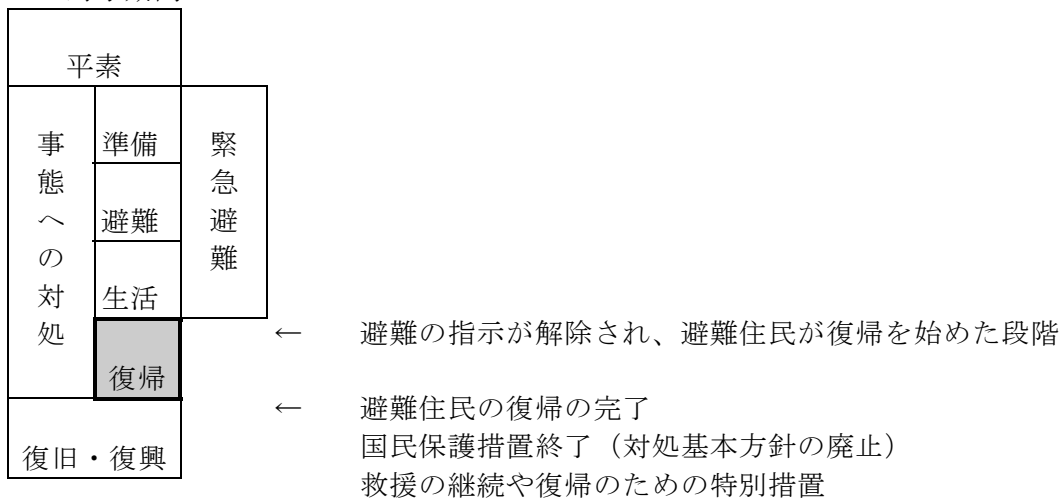 平素
事態への対処
準備
緊急避難
避難
生活
← 避難の指示が解除され、避難住民が復帰を始めた段階
復帰
← 避難住民の復帰の完了
復旧・復興
国民保護措置終了（対処基本方針の廃止）
救援の継続や復帰のための特別措置